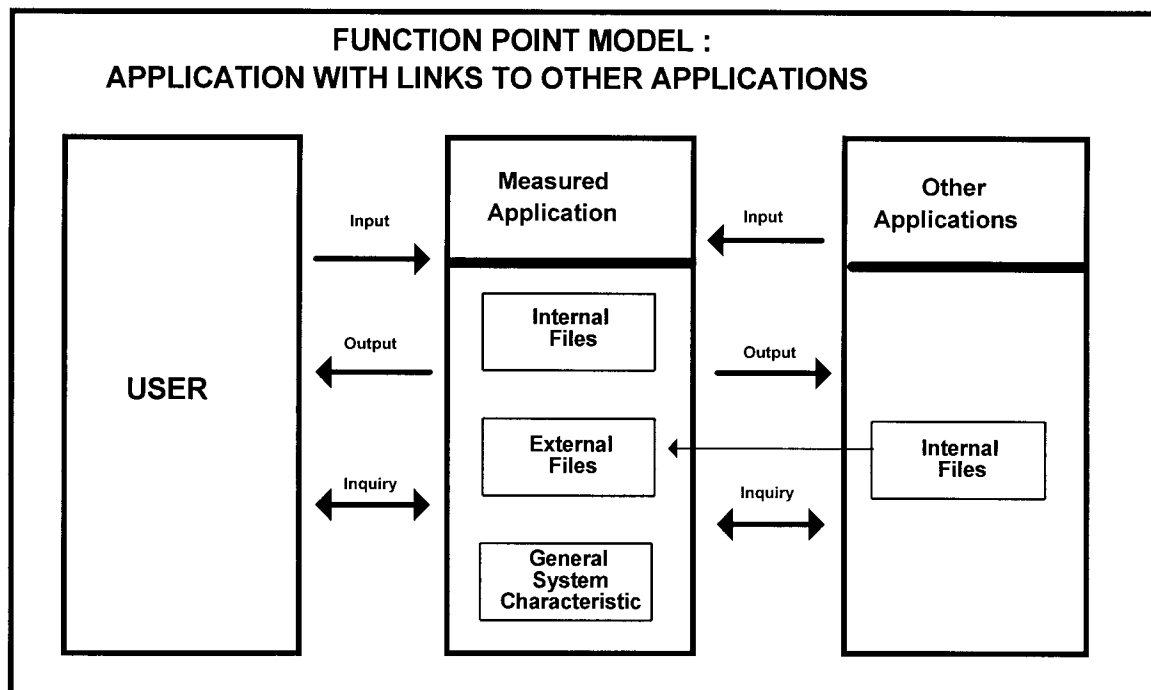 FUNCTION POINT MODEL :
APPLICATION WITH LINKS TO OTHER APPLICATIONS
USER
Input
Output
Inquiry
Measured
Application
Internal
Files
External
Files
General
System
Characteristic
Input
Output
Inquiry
Other
Applications
Internal
Files